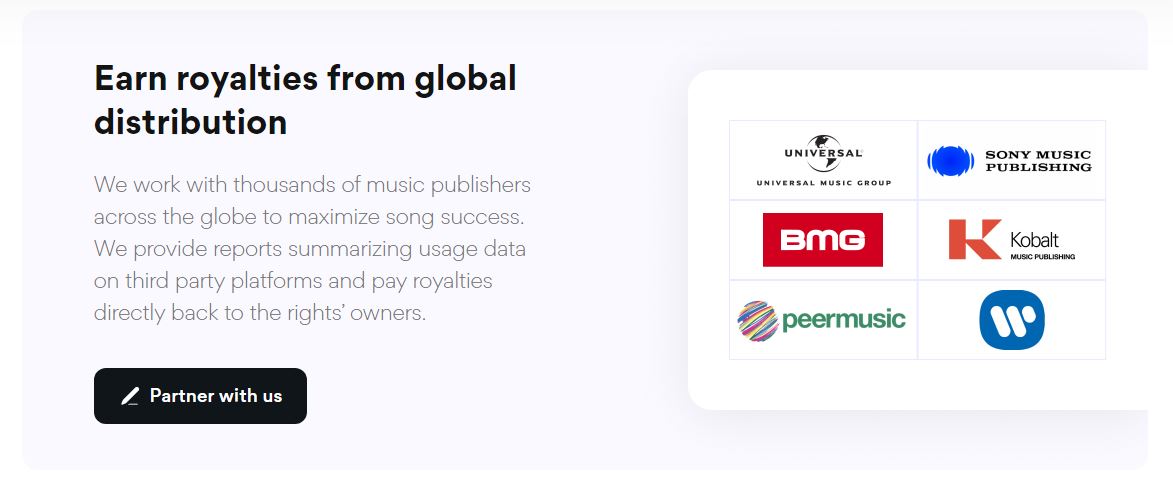 Earn royalties from global
distribution
We work with thousands of music publishers
across the globe to maximize song success.
We provide reports summarizing usage data
on third party platforms and pay royalties
directly back to the rights’ owners.
Partner with us
UNIVERSAL
UNIVERSAL MUSIC GROUP
SONY MUSIC
PUBLISHING
BMG
Kobalt
MUSIC PUBLISHING
peermusic